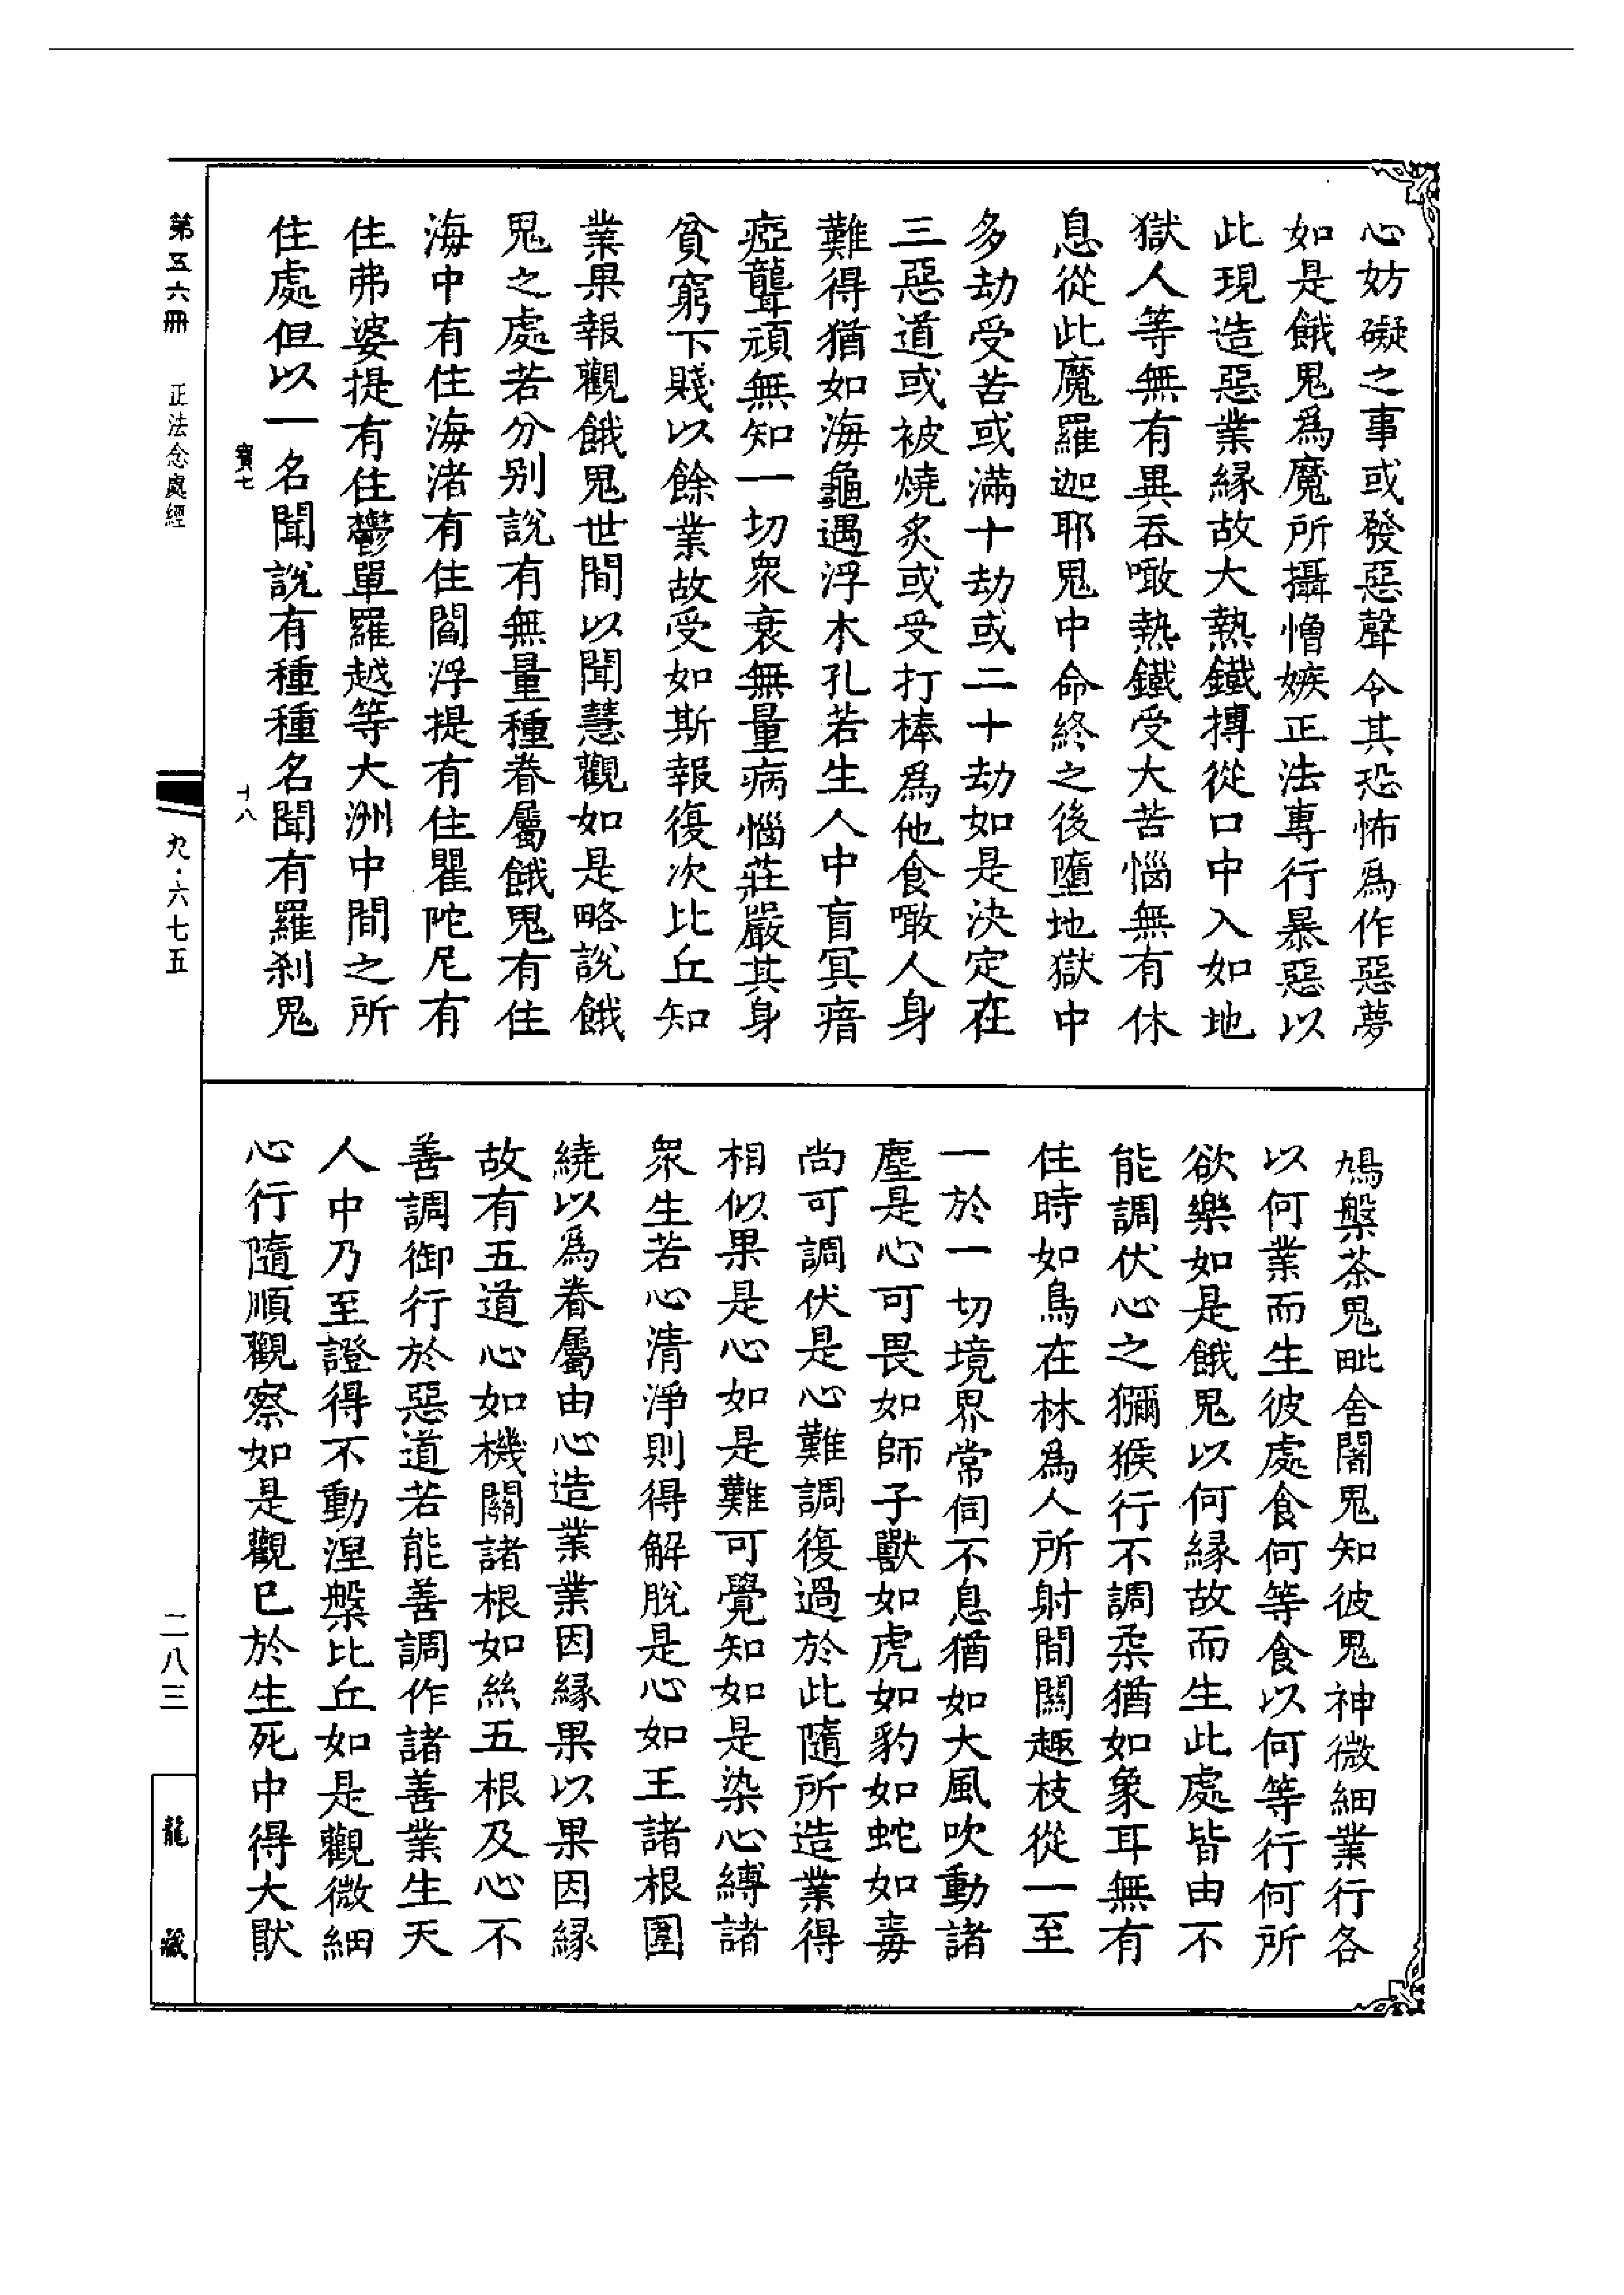 心妨礙之事或發惡聲令其恐怖爲作惡夢
如是餓鬼爲魔所攝憎嫉正法專行暴惡以
此現造惡業緣故大熱鐵摶從口中入如地
獄人等無有異吞噉熱鐵受大苦惱無有休
息從此魔羅迦耶鬼中命終之後墮地獄中
多劫受苦或滿十劫或二十劫如是決定在
三惡道或被燒炙或受打棒爲他食噉人身
難得猶如海龜遇浮木孔若生人中盲冥瘖
瘂聾頑無知一切衆衰無量病惱莊嚴其身
貧窮下賤以餘業故受如斯報復次比丘知
業果報觀餓鬼世間以聞慧觀如是略說餓
鬼之處若分別說有無量種眷屬餓鬼有住
海中有住海渚有住閻浮提有住瞿陀尼有
住弗婆提有住鬱單羅越等大洲中間之所
住處但以一名聞說有種種名聞有羅刹鬼
寶七 十八
鳩槃茶鬼毗舍闍鬼知彼鬼神微細業行各
以何業而生彼處食何等食以何等行何所
欲樂如是餓鬼以何緣故而生此處皆由不
能調伏心之獼猴行不調柔猶如象耳無有
住時如鳥在林爲人所射間關趣枝從一至
一於一切境界常伺不息猶如大風吹動諸
塵是心可畏如師子獸如虎如豹如蛇如毒
尚可調伏是心難調復過於此隨所造業得
相似果是心如是難可覺知如是染心縛諸
衆生若心清淨則得解脫是心如王諸根圍
繞以爲眷屬由心造業業因緣果以果因緣
故有五道心如機關諸根如絲五根及心不
善調御行於惡道若能善調作諸善業生天
人中乃至證得不動涅槃比丘如是觀微細
心行隨順觀察如是觀已於生死中得大猒
第五六冊 正法念處經 九·六七五 二八三 龍藏